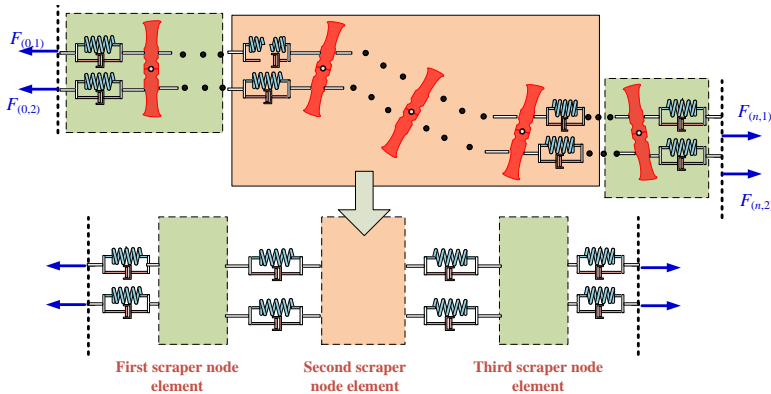 F(0,1)
F(0,2)
F(n,1)
F(n,2)
First scraper node
element
Second scraper
node element
Third scraper node
element